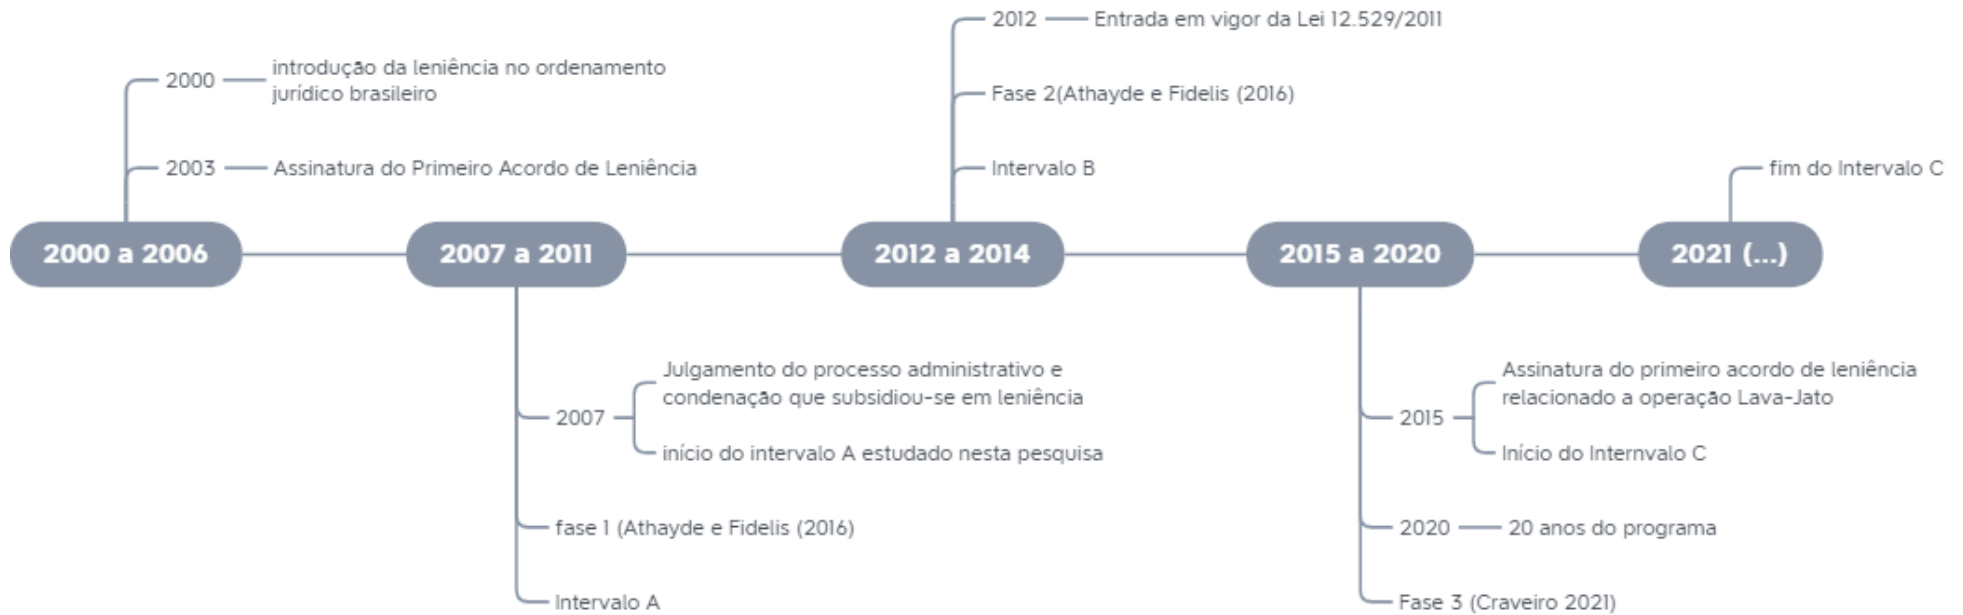 2000
introdução da leniência no ordenamento
jurídico brasileiro
2003
Assinatura do Primeiro Acordo de Leniência
2000 a 2006
2007 a 2011
2007
Julgamento do processo administrativo e
condenação que subsidiou-se em leniência
início do intervalo A estudado nesta pesquisa
fase 1 (Athayde e Fidelis (2016)
Intervalo A
2012
Entrada em vigor da Lei 12.529/2011
Fase 2(Athayde e Fidelis (2016)
Intervalo B
2012 a 2014
2015 a 2020
2015
Assinatura do primeiro acordo de leniência
relacionado a operação Lava-Jato
Início do Internvalo C
2020
20 anos do programa
Fase 3 (Craveiro 2021)
fim do Intervalo C
2021 (...)